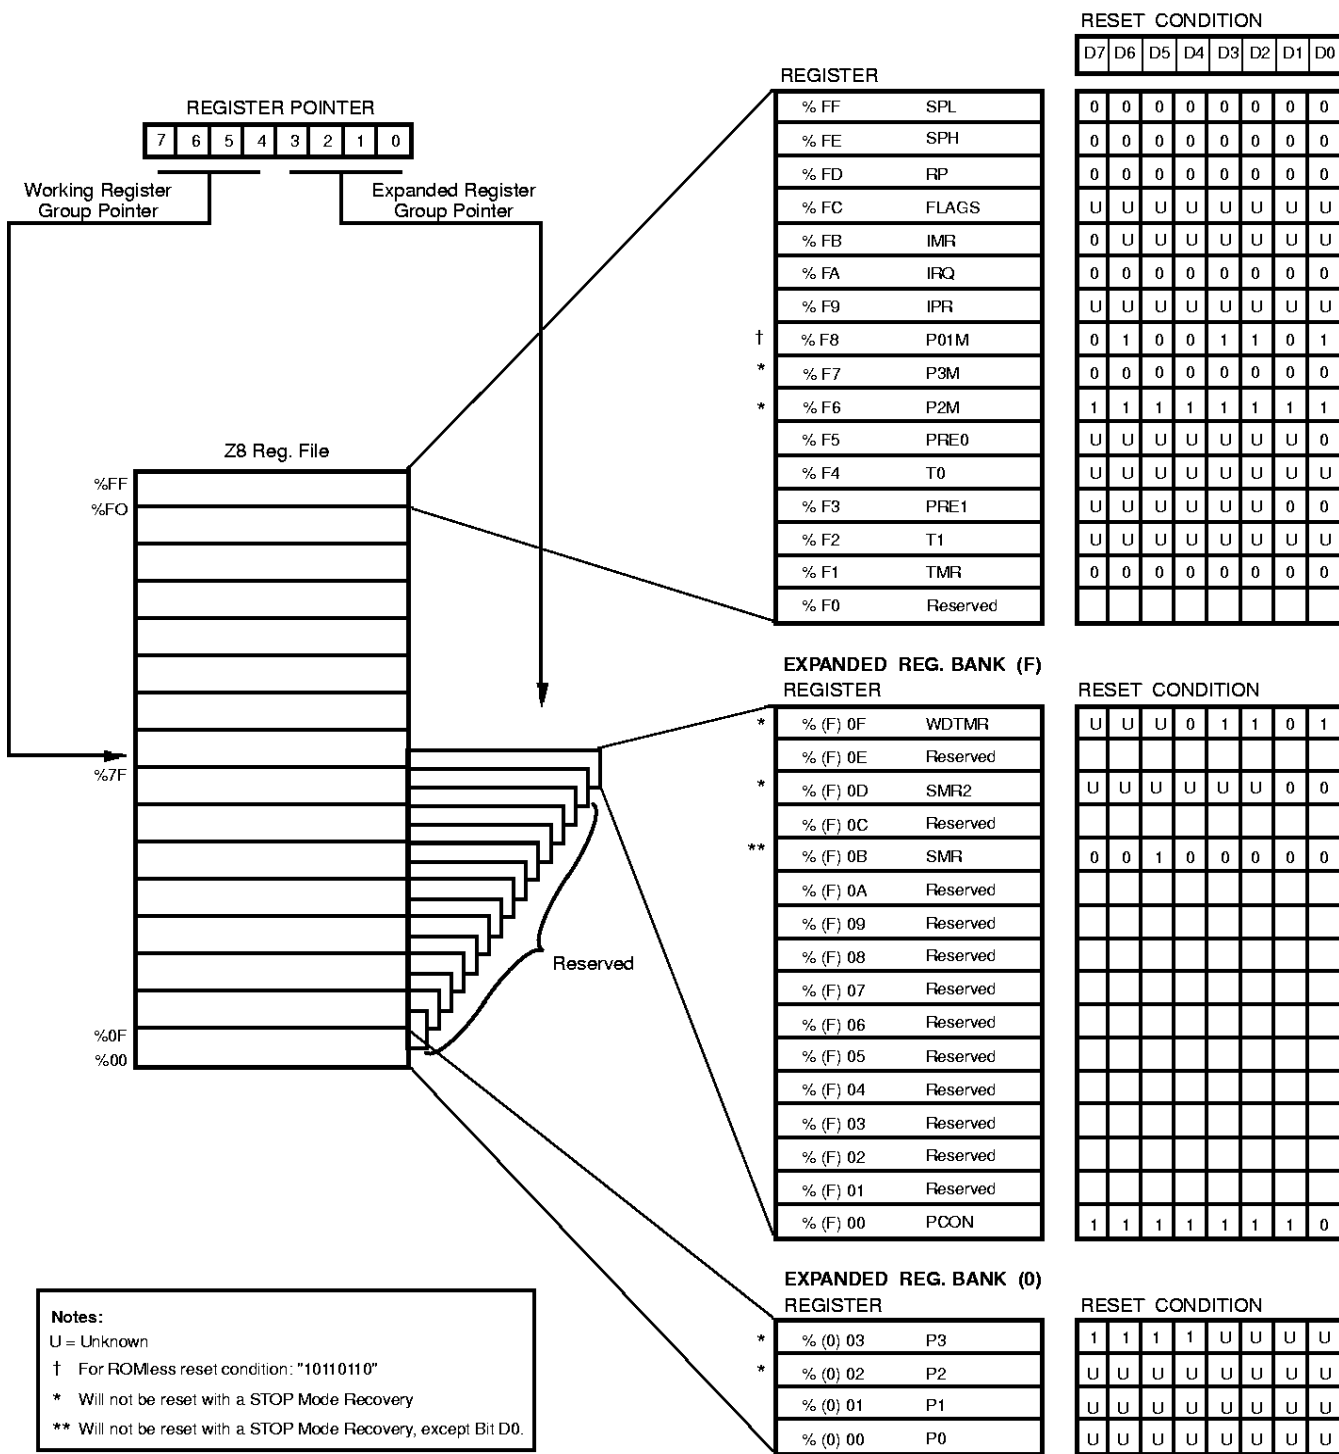 RESET CONDITION
D7 D6 D5 D4 D3 D2 D1 D0
REGISTER
REGISTER POINTER
7 6 5 4 3 2 1 0
Working Register
Group Pointer
Expanded Register
Group Pointer
% FF SPL 0 0 0 0 0 0 0 0
% FE SPH 0 0 0 0 0 0 0 0
% FD RP 0 0 0 0 0 0 0 0
% FC FLAGS U U U U U U U U
% FB IMR 0 U U U U U U U
% FA IRQ 0 0 0 0 0 0 0 0
% F9 IPR U U U U U U U U
† % F8 P01M 0 1 0 0 1 1 0 1
* % F7 P3M 0 0 0 0 0 0 0 0
* % F6 P2M 1 1 1 1 1 1 1 1
% F5 PRE0 U U U U U U U 0
% F4 T0 U U U U U U U U
% F3 PRE1 U U U U U U 0 0
% F2 T1 U U U U U U U U
% F1 TMR 0 0 0 0 0 0 0 0
% F0 Reserved
Z8 Reg. File
%FF
%FO
%7F
%0F
%00
Reserved
EXPANDED REG. BANK (F)
REGISTER RESET CONDITION
* % (F) 0F WDTMR U U U 0 1 1 0 1
% (F) 0E Reserved
* % (F) 0D SMR2 U U U U U U 0 0
% (F) 0C Reserved
** % (F) 0B SMR 0 0 1 0 0 0 0 0
% (F) 0A Reserved
% (F) 09 Reserved
% (F) 08 Reserved
% (F) 07 Reserved
% (F) 06 Reserved
% (F) 05 Reserved
% (F) 04 Reserved
% (F) 03 Reserved
% (F) 02 Reserved
% (F) 01 Reserved
% (F) 00 PCON 1 1 1 1 1 1 1 0
EXPANDED REG. BANK (0)
REGISTER RESET CONDITION
* % (0) 03 P3 1 1 1 1 U U U U
* % (0) 02 P2 U U U U U U U U
% (0) 01 P1 U U U U U U U U
% (0) 00 P0 U U U U U U U U
Notes:
U = Unknown
† For ROMless reset condition: "10110110"
* Will not be reset with a STOP Mode Recovery
** Will not be reset with a STOP Mode Recovery, except Bit D0.